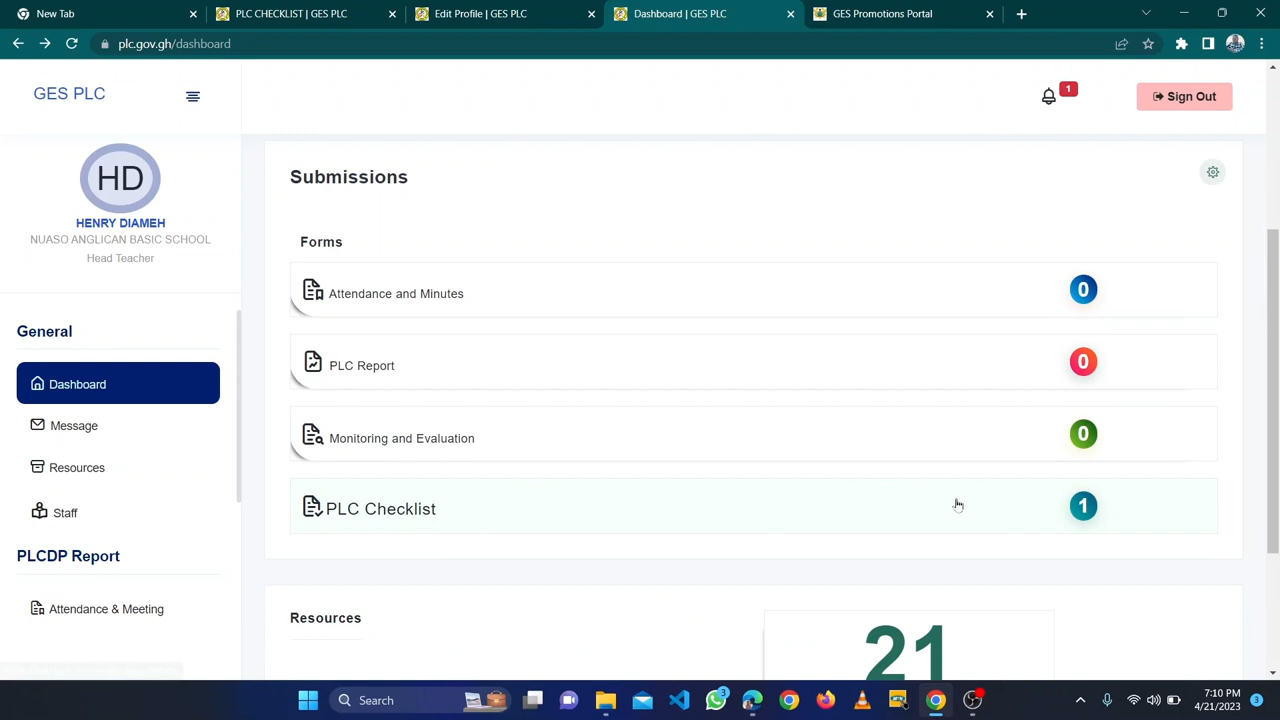 New Tab
PLC CHECKLIST | GES PLC
Edit Profile | GES PLC
Dashboard | GES PLC
GES Promotions Portal
plc.gov.gh/dashboard
GES PLC
1
Sign Out
HD
HENRY DIAMEH
NUASO ANGLICAN BASIC SCHOOL
Head Teacher
General
Dashboard
Message
Resources
Staff
PLCDP Report
Attendance & Meeting
Submissions
Forms
Attendance and Minutes 0
PLC Report 0
Monitoring and Evaluation 0
PLC Checklist 1
Resources
21
Search
3
7:10 PM
4/21/2023
3